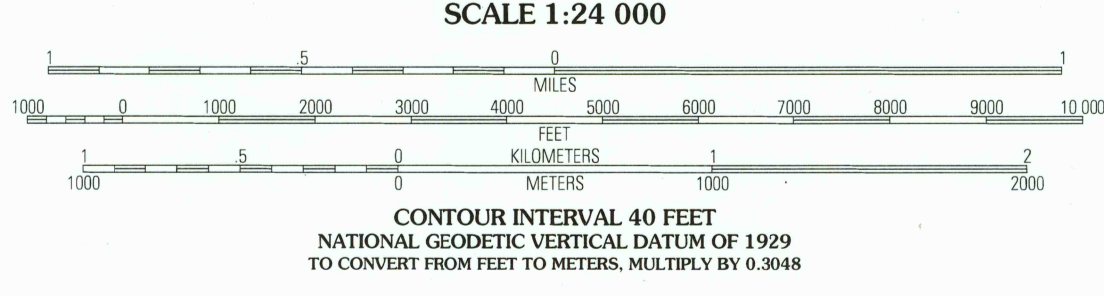 SCALE 1:24 000
1 .5 0 1
MILES
1000 0 1000 2000 3000 4000 5000 6000 7000 8000 9000 10 000
FEET
1 .5 0 KILOMETERS 1 2
1000 0 METERS 1000 2000
CONTOUR INTERVAL 40 FEET
NATIONAL GEODETIC VERTICAL DATUM OF 1929
TO CONVERT FROM FEET TO METERS, MULTIPLY BY 0.3048